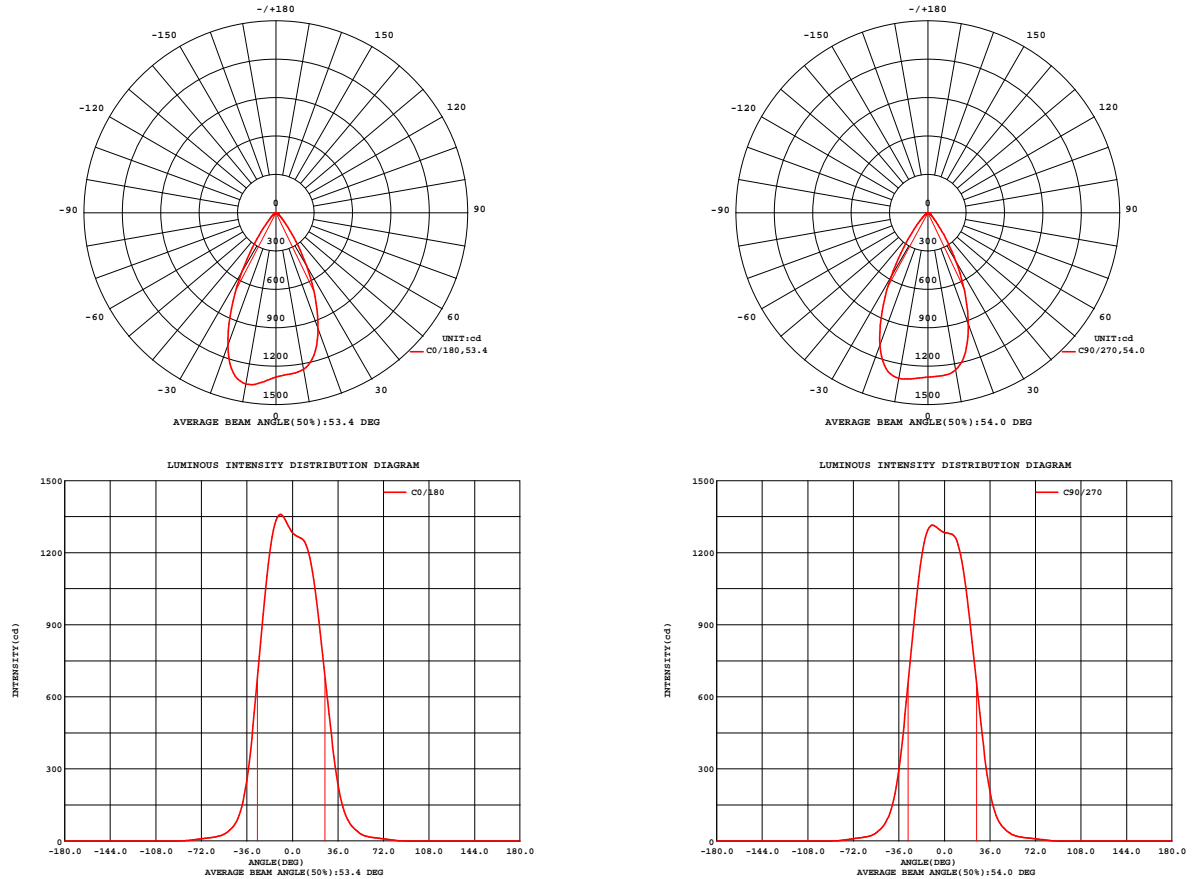 -/+180
-150 150
-120 120
-90 90
-60 60
-30 30
0
0
300
600
900
1200
1500
UNIT:cd
C0/180,53.4
AVERAGE BEAM ANGLE(50%):53.4 DEG
-/+180
-150 150
-120 120
-90 90
-60 60
-30 30
0
0
300
600
900
1200
1500
UNIT:cd
C90/270,54.0
AVERAGE BEAM ANGLE(50%):54.0 DEG
LUMINOUS INTENSITY DISTRIBUTION DIAGRAM
C0/180
INTENSITY(cd)
1500
1200
900
600
300
0
-180.0 -144.0 -108.0 -72.0 -36.0 0.0 36.0 72.0 108.0 144.0 180.0
ANGLE(DEG)
AVERAGE BEAM ANGLE(50%):53.4 DEG
LUMINOUS INTENSITY DISTRIBUTION DIAGRAM
C90/270
INTENSITY(cd)
1500
1200
900
600
300
0
-180.0 -144.0 -108.0 -72.0 -36.0 0.0 36.0 72.0 108.0 144.0 180.0
ANGLE(DEG)
AVERAGE BEAM ANGLE(50%):54.0 DEG